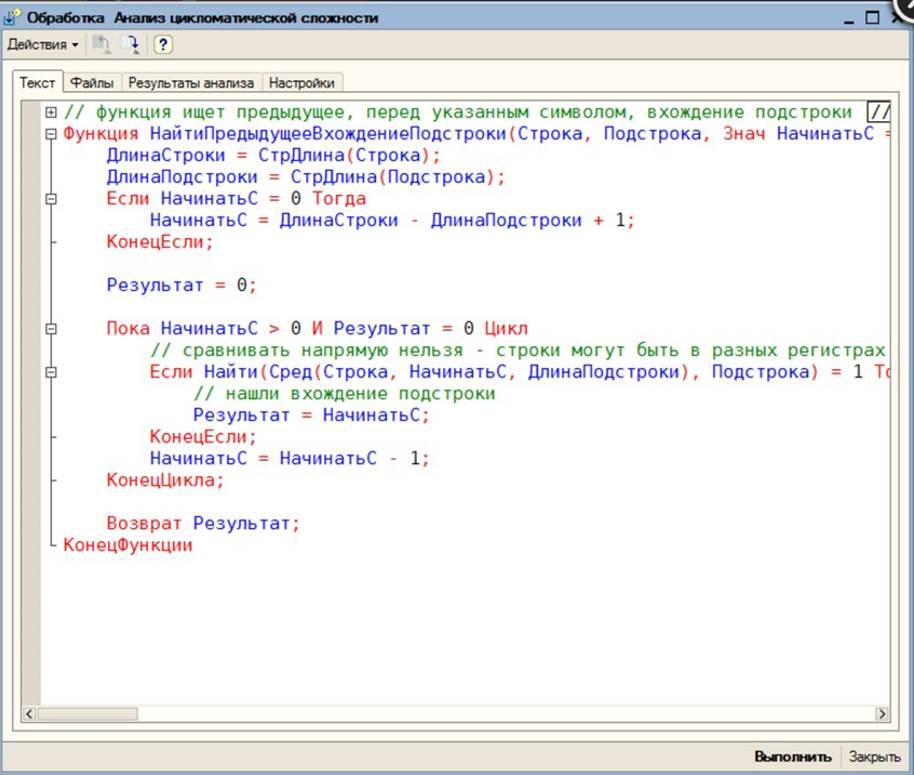 Обработка Анализ цикломатической сложности
Действия
Текст Файлы Результаты анализа Настройки
// функция ищет предыдущее, перед указанным символом, вхождение подстроки //
Функция НайтиПредыдущееВхождениеПодстроки(Строка, Подстрока, Знач НачинатьС =
ДлинаСтроки = СтрДлина(Строка);
ДлинаПодстроки = СтрДлина(Подстрока);
Если НачинатьС = 0 Тогда
НачинатьС = ДлинаСтроки - ДлинаПодстроки + 1;
КонецЕсли;
Результат = 0;
Пока НачинатьС > 0 И Результат = 0 Цикл
// сравнивать напрямую нельзя - строки могут быть в разных регистрах
Если Найти(Сред(Строка, НачинатьС, ДлинаПодстроки), Подстрока) = 1
// нашли вхождение подстроки
Результат = НачинатьС;
КонецЕсли;
НачинатьС = НачинатьС - 1;
КонецЦикла;
Возврат Результат;
КонецФункции
Выполнить Закрыть